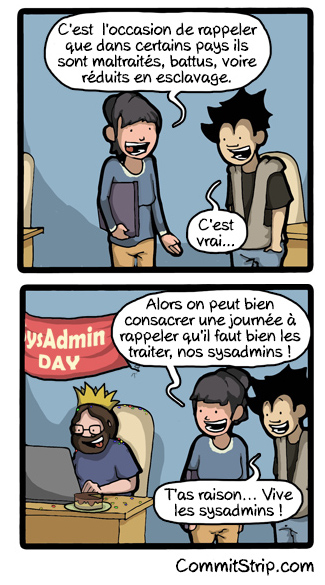 C'est l'occasion de rappeler
que dans certains pays ils
sont maltraités, battus, voire
réduits en esclavage.
C'est
vrai...
Alors on peut bien
consacrer une journée à
rappeler qu'il faut bien les
traiter, nos sysadmins !
SysAdmin
DAY
T'as raison... Vive
les sysadmins !
CommitStrip.com